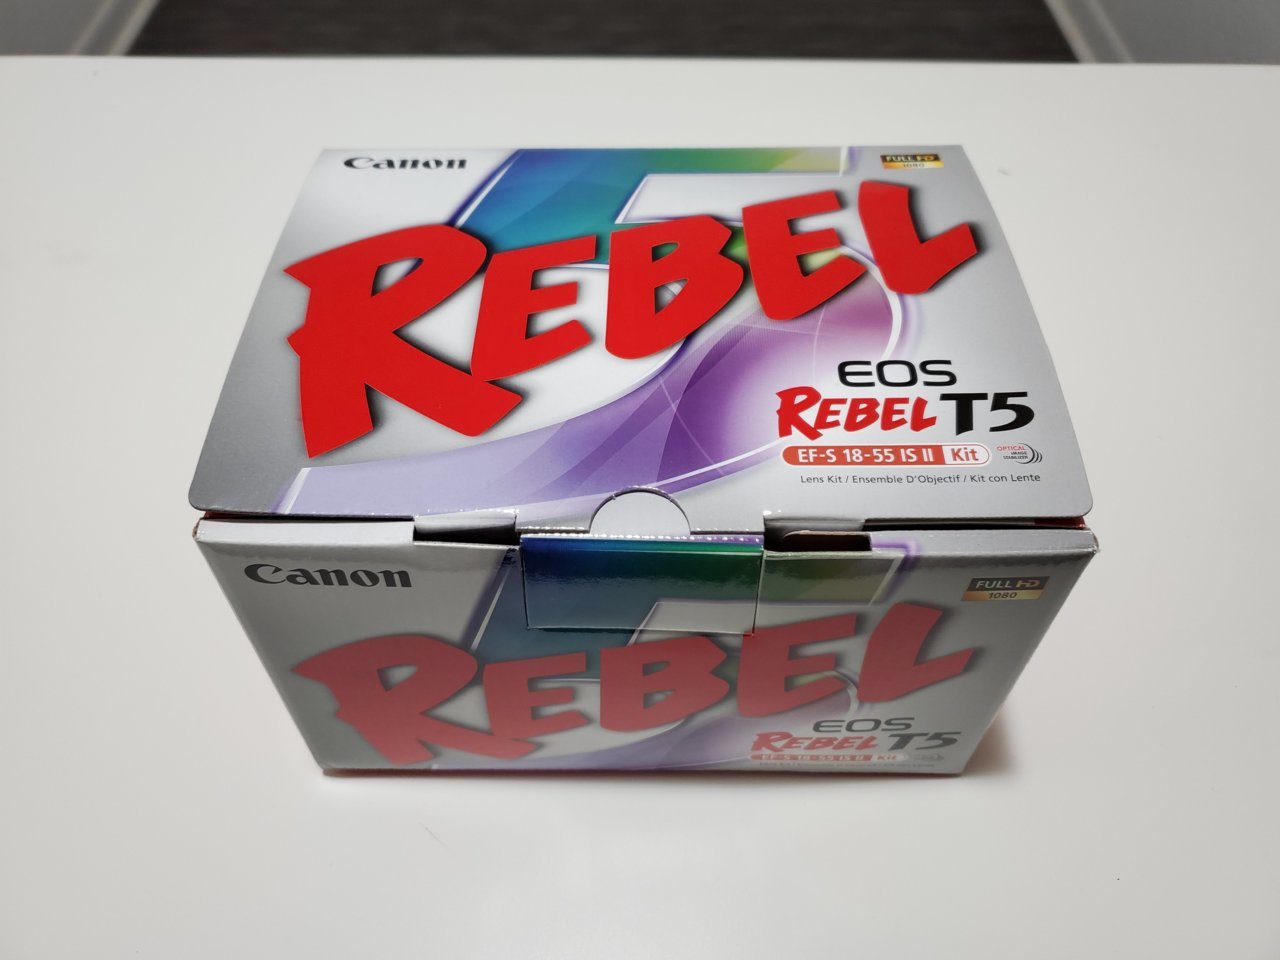 Canon
FULL HD
1080
REBEL
EOS
REBEL T5
EF-S 18-55 IS II Kit
OPTICAL
IMAGE
STABILIZER
Lens Kit / Ensemble D'Objectif / Kit con Lente
Canon
FULL HD
1080
REBEL
EOS
REBEL T5
EF-S 18-55 IS II Kit